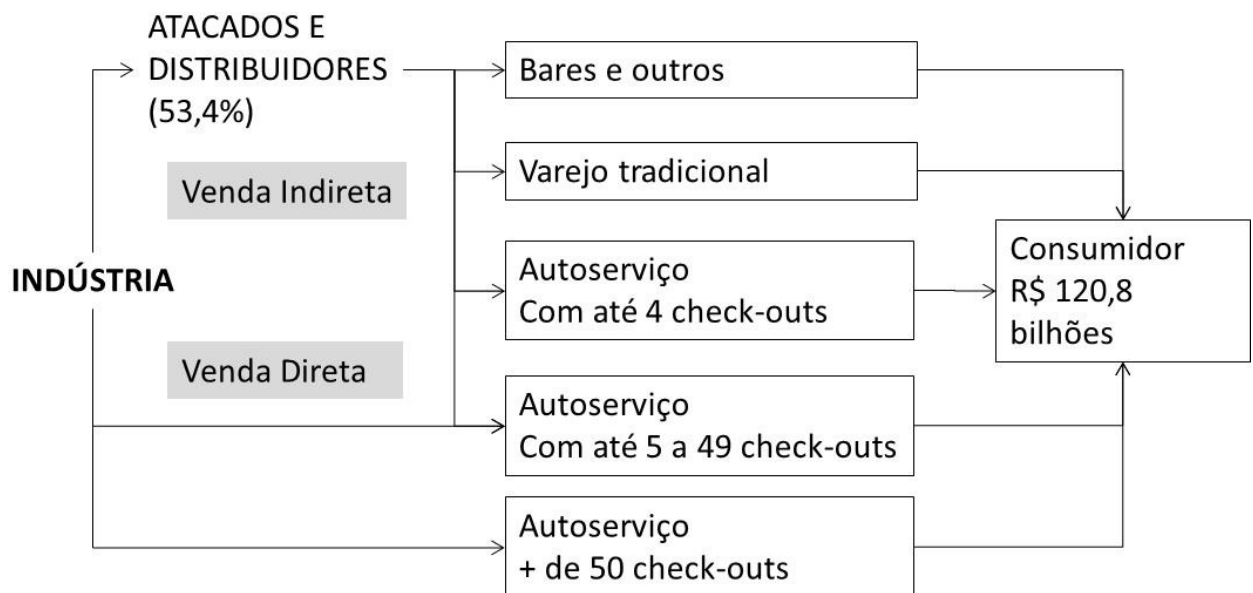 ATACADOS E
DISTRIBUIDORES
(53,4%)
Venda Indireta
INDÚSTRIA
Venda Direta
Bares e outros
Varejo tradicional
Autoserviço
Com até 4 check-outs
Autoserviço
Com até 5 a 49 check-outs
Autoserviço
+ de 50 check-outs
Consumidor
R$ 120,8
bilhões